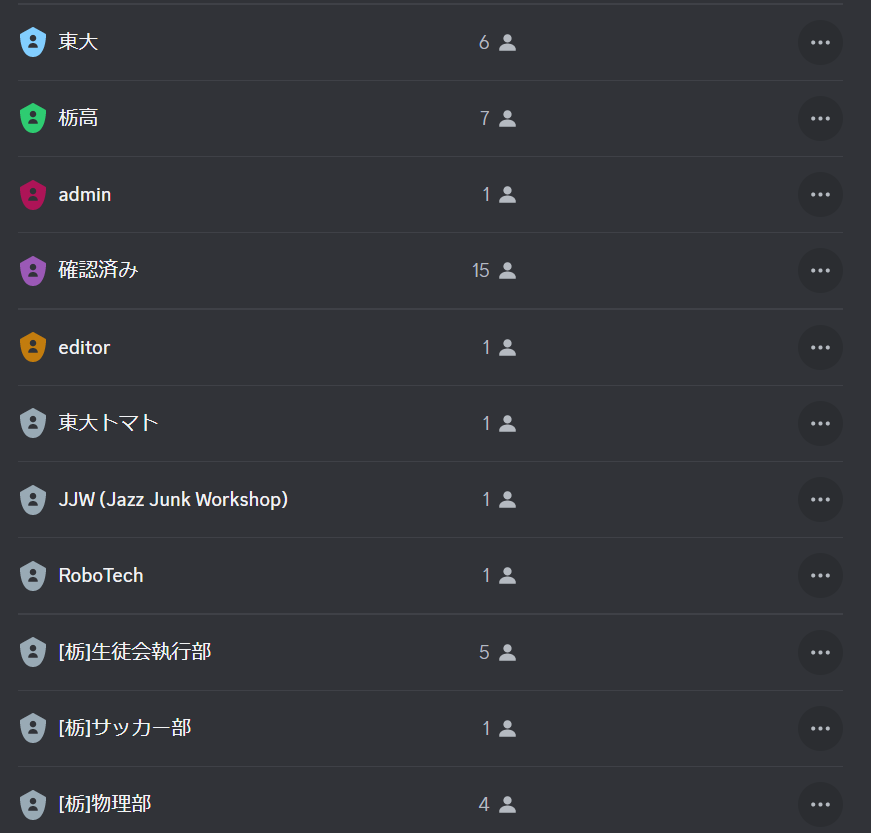 東大 6
栃高 7
admin 1
確認済み 15
editor 1
東大トマト 1
JJW (Jazz Junk Workshop) 1
RoboTech 1
[栃]生徒会執行部 5
[栃]サッカー部 1
[栃]物理部 4